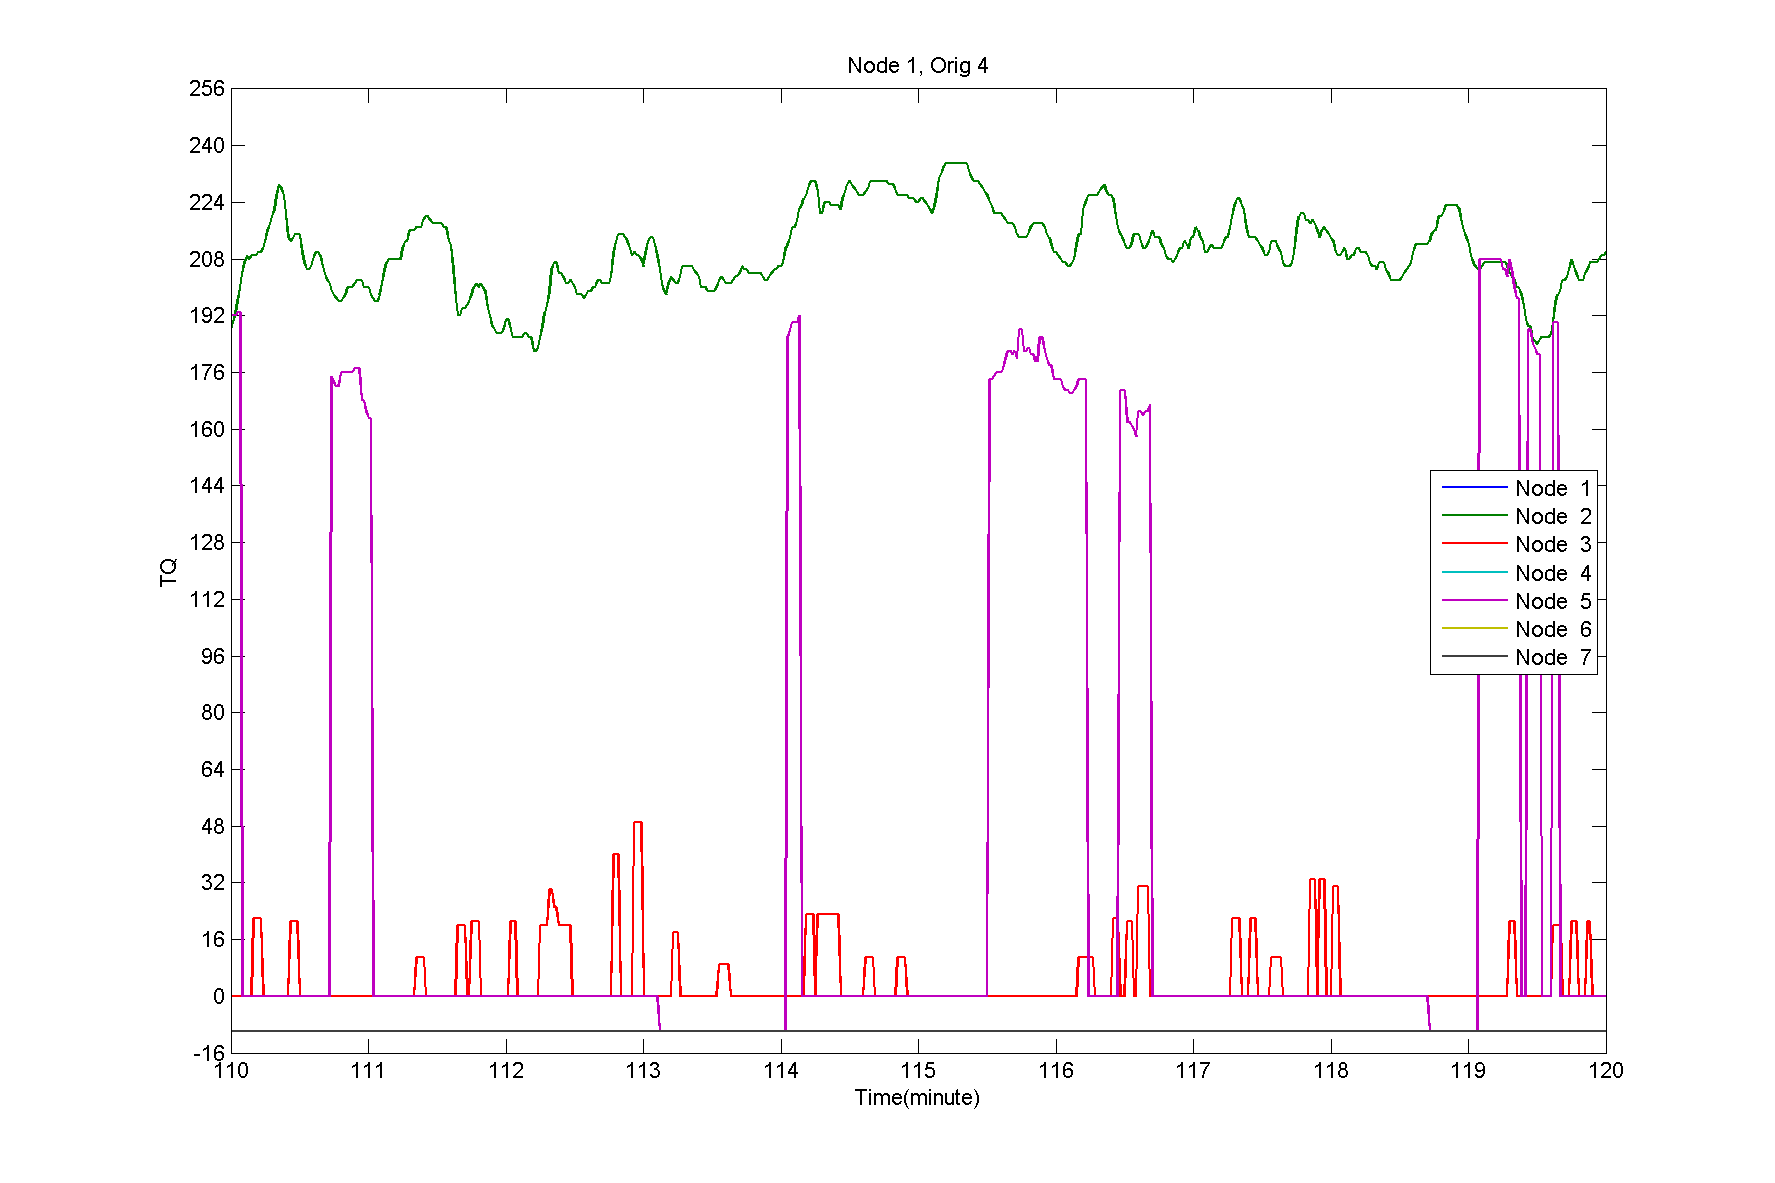 Node 1, Orig 4
256
240
224
208
192
176
160
144
128
112
96
80
64
48
32
16
0
-16
TQ
Node 1
Node 2
Node 3
Node 4
Node 5
Node 6
Node 7
110 111 112 113 114 115 116 117 118 119 120
Time(minute)